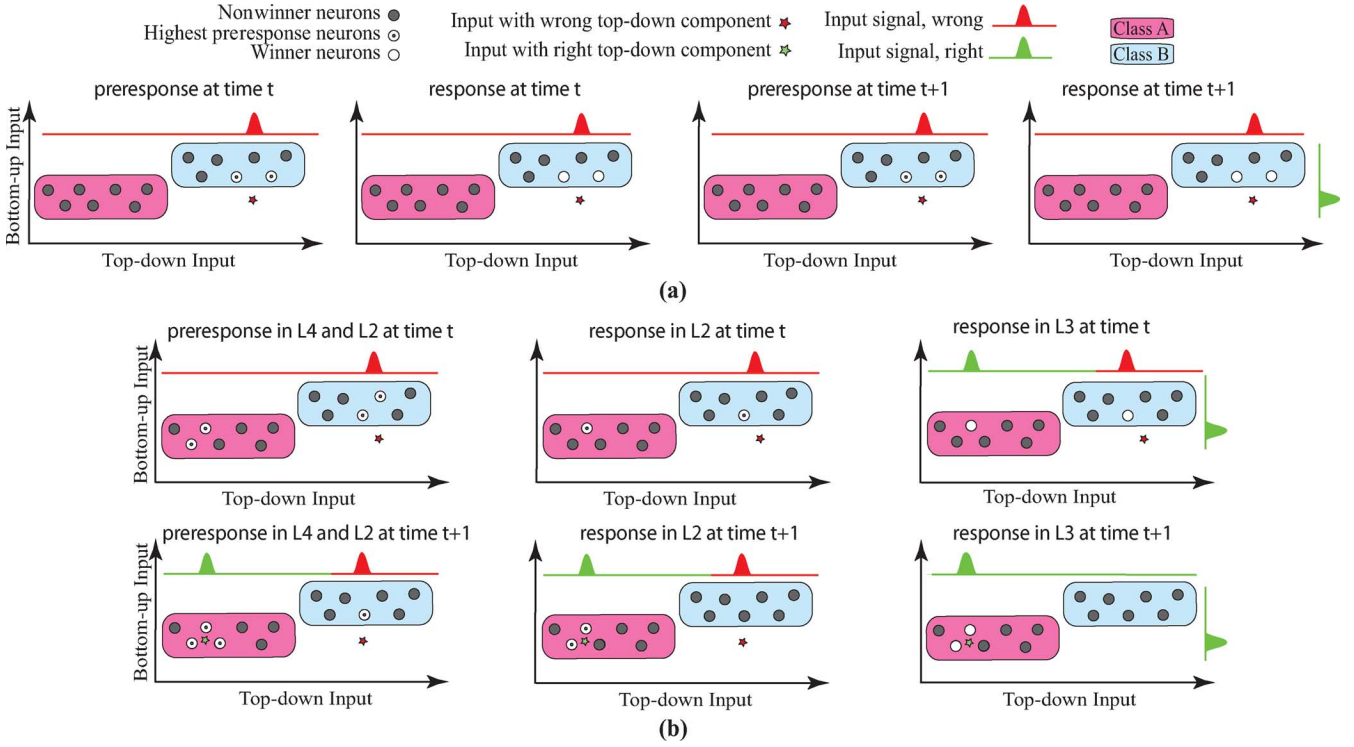 Nonwinner neurons
Highest preresponse neurons
Winner neurons
Input with wrong top-down component
Input with right top-down component
Input signal, wrong
Input signal, right
Class A
Class B
preresponse at time t
response at time t
preresponse at time t+1
response at time t+1
Bottom-up Input
Top-down Input
Top-down Input
Top-down Input
Top-down Input
(a)
preresponse in L4 and L2 at time t
response in L2 at time t
response in L3 at time t
Bottom-up Input
Top-down Input
Top-down Input
Top-down Input
preresponse in L4 and L2 at time t+1
response in L2 at time t+1
response in L3 at time t+1
Bottom-up Input
Top-down Input
Top-down Input
Top-down Input
(b)